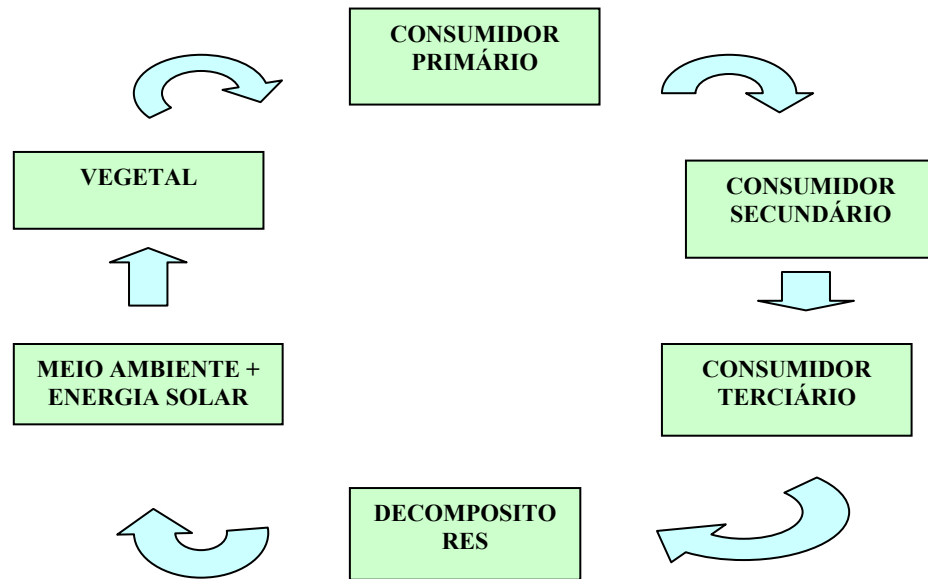 CONSUMIDOR
PRIMÁRIO
VEGETAL
CONSUMIDOR
SECUNDÁRIO
MEIO AMBIENTE +
ENERGIA SOLAR
CONSUMIDOR
TERCIÁRIO
DECOMPOSITO
RES